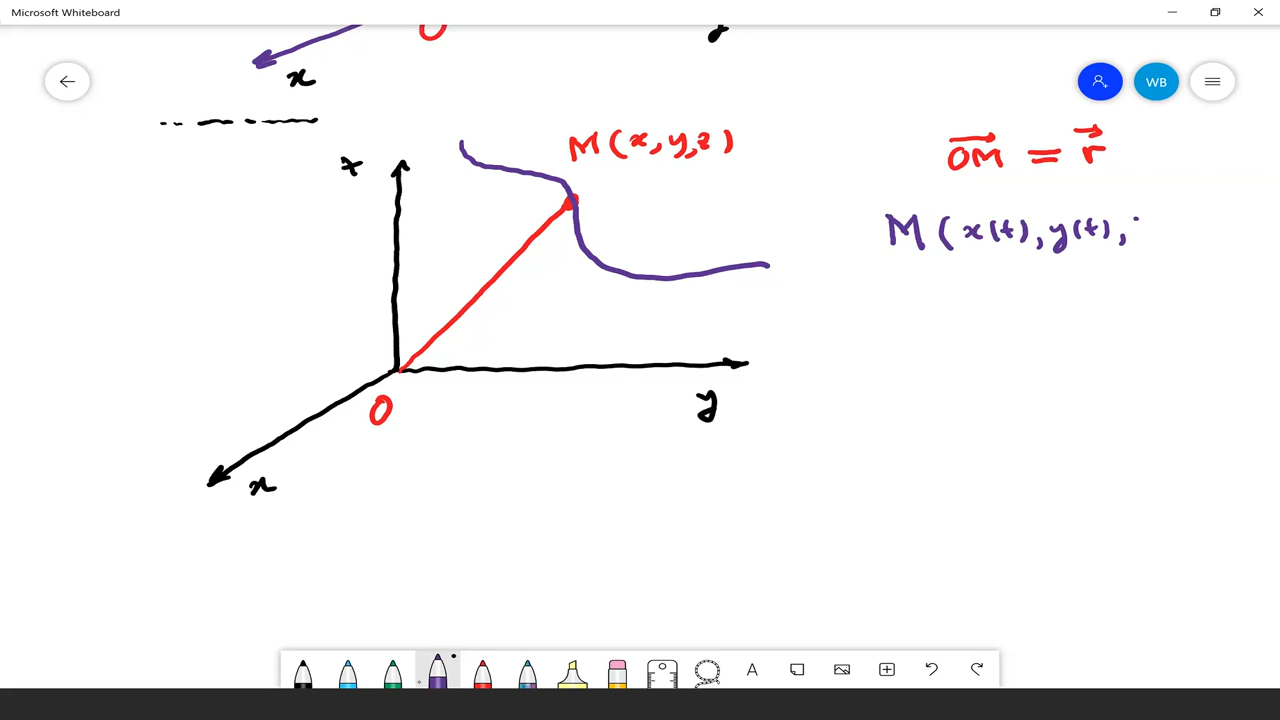 Microsoft Whiteboard
O
y
x
WB
M(x,y,z)
z
OM = r
M(x(t),y(t),
O
y
x
A